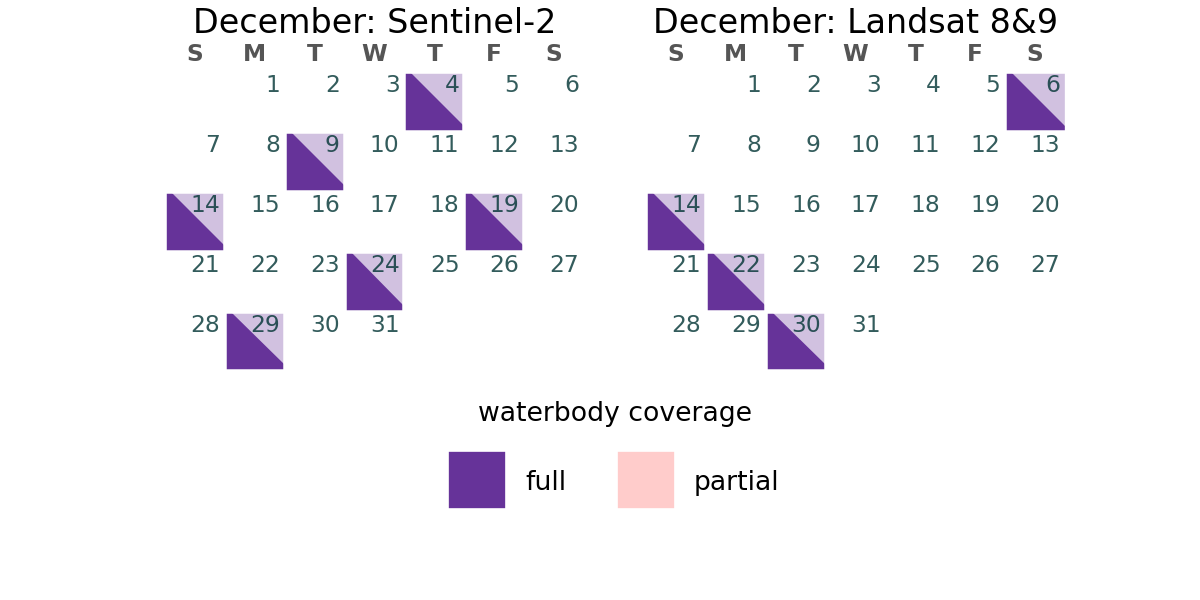 December: Sentinel-2
S M T W T F S
1 2 3 4 5 6
7 8 9 10 11 12 13
14 15 16 17 18 19 20
21 22 23 24 25 26 27
28 29 30 31
December: Landsat 8&9
S M T W T F S
1 2 3 4 5 6
7 8 9 10 11 12 13
14 15 16 17 18 19 20
21 22 23 24 25 26 27
28 29 30 31
waterbody coverage
full partial